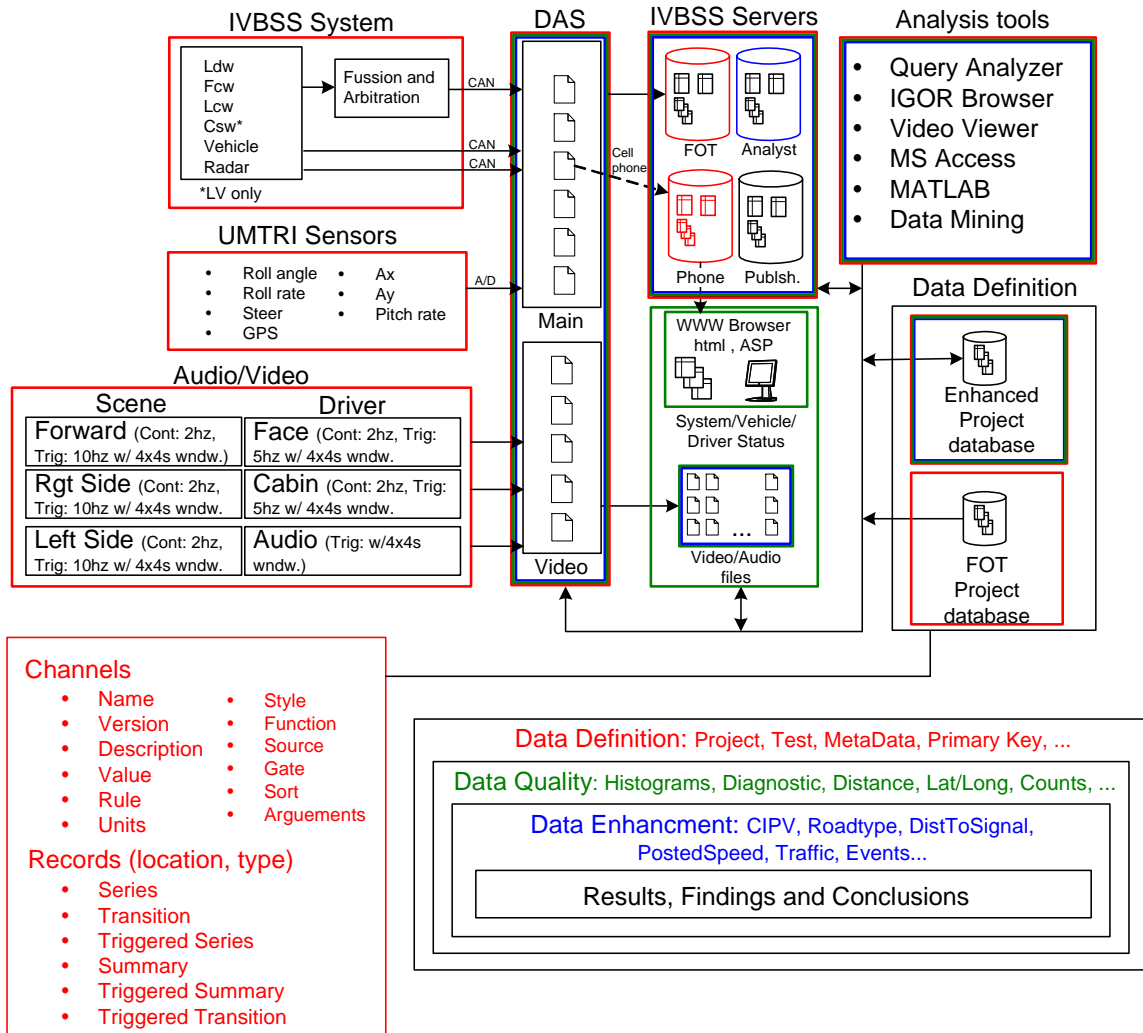 IVBSS System
Ldw
Fcw
Lcw
Csw*
Vehicle
Radar
*LV only
Fussion and
Arbitration
CAN
CAN
CAN
UMTRI Sensors
• Roll angle
• Roll rate
• Steer
• GPS
• Ax
• Ay
• Pitch rate
A/D
Audio/Video
Scene
Driver
Forward (Cont: 2hz,
Trig: 10hz w/ 4x4s wndw.)
Face (Cont: 2hz, Trig:
5hz w/ 4x4s wndw.
Rgt Side (Cont: 2hz,
Trig: 10hz w/ 4x4s wndw.
Cabin (Cont: 2hz, Trig:
5hz w/ 4x4s wndw.
Left Side (Cont: 2hz,
Trig: 10hz w/ 4x4s wndw.
Audio (Trig: w/4x4s
wndw.)
DAS
Main
Video
Cell
phone
IVBSS Servers
FOT
Analyst
Phone
Publsh.
WWW Browser
html , ASP
System/Vehicle/
Driver Status
...
Video/Audio
files
Analysis tools
• Query Analyzer
• IGOR Browser
• Video Viewer
• MS Access
• MATLAB
• Data Mining
Data Definition
Enhanced
Project
database
FOT
Project
database
Channels
• Name
• Version
• Description
• Value
• Rule
• Units
• Style
• Function
• Source
• Gate
• Sort
• Arguements
Records (location, type)
• Series
• Transition
• Triggered Series
• Summary
• Triggered Summary
• Triggered Transition
Data Definition: Project, Test, MetaData, Primary Key, ...
Data Quality: Histograms, Diagnostic, Distance, Lat/Long, Counts, ...
Data Enhancment: CIPV, Roadtype, DistToSignal,
PostedSpeed, Traffic, Events...
Results, Findings and Conclusions